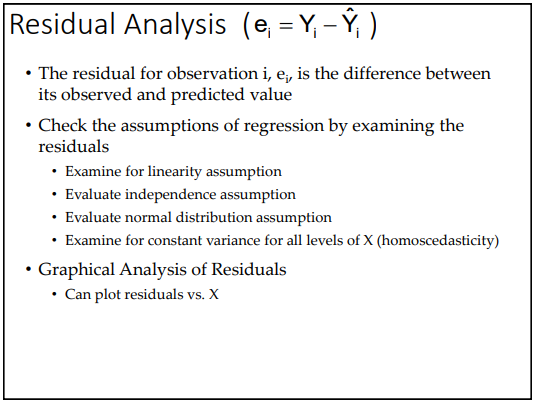 Residual Analysis (eᵢ = Yᵢ − Ŷᵢ )
• The residual for observation i, eᵢ, is the difference between
its observed and predicted value
• Check the assumptions of regression by examining the
residuals
• Examine for linearity assumption
• Evaluate independence assumption
• Evaluate normal distribution assumption
• Examine for constant variance for all levels of X (homoscedasticity)
• Graphical Analysis of Residuals
• Can plot residuals vs. X